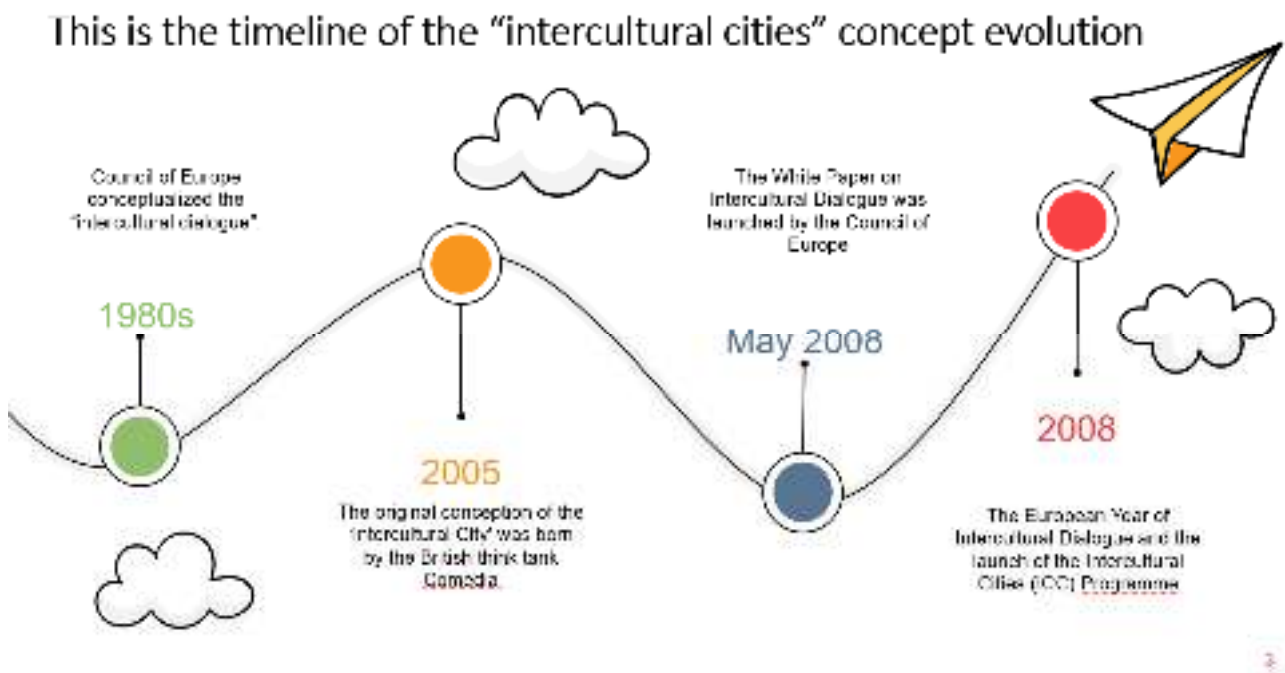 This is the timeline of the “intercultural cities” concept evolution
Council of Europe
conceptualized the
"intercultural dialogue".
1980s
2005
The original conception of the
'Intercultural City' was born
by the British think tank
Comedia.
The White Paper on
Intercultural Dialogue was
launched by the Council of
Europe
May 2008
2008
The European Year of
Intercultural Dialogue and the
launch of the Intercultural
Cities (ICC) Programme